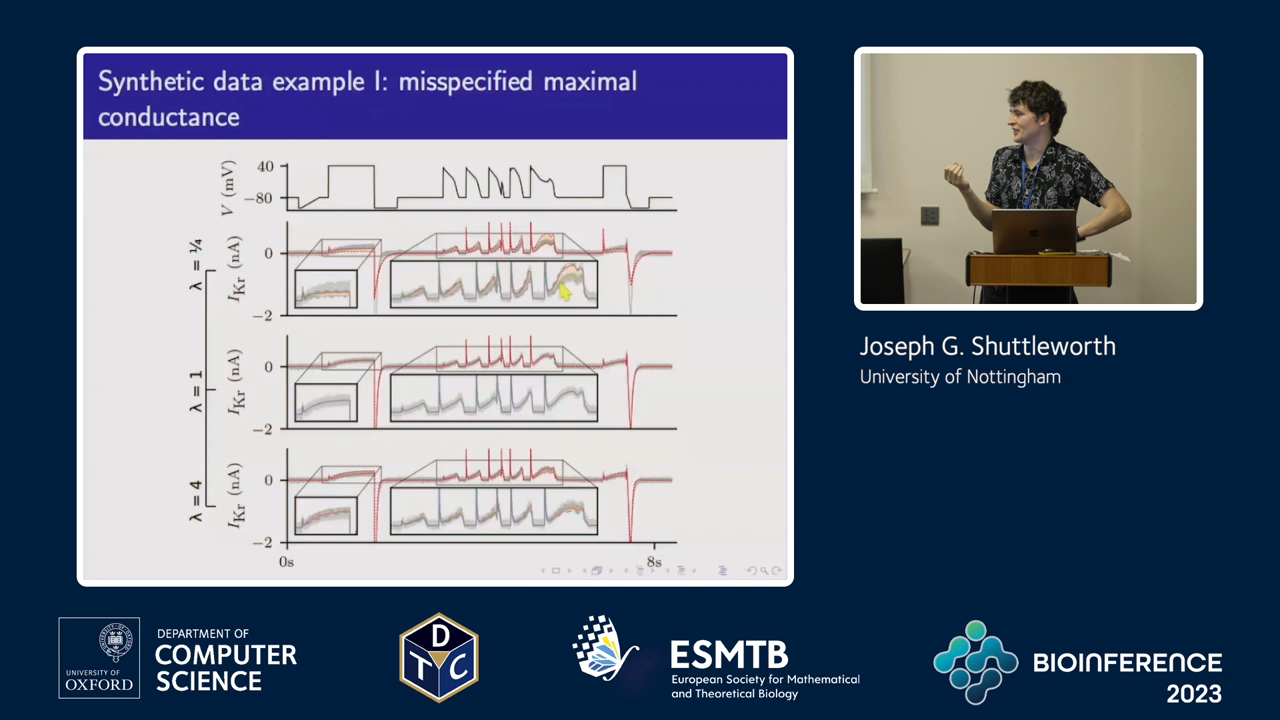 Synthetic data example I: misspecified maximal
conductance
V (mV)
40
−80
λ = ¼
I_Kr (nA)
0
−2
λ = 1
I_Kr (nA)
0
−2
λ = 4
I_Kr (nA)
0
−2
0s
8s
Joseph G. Shuttleworth
University of Nottingham
UNIVERSITY OF
OXFORD
DEPARTMENT OF
COMPUTER
SCIENCE
D
T C
ESMTB
European Society for Mathematical
and Theoretical Biology
BIOINFERENCE
2023